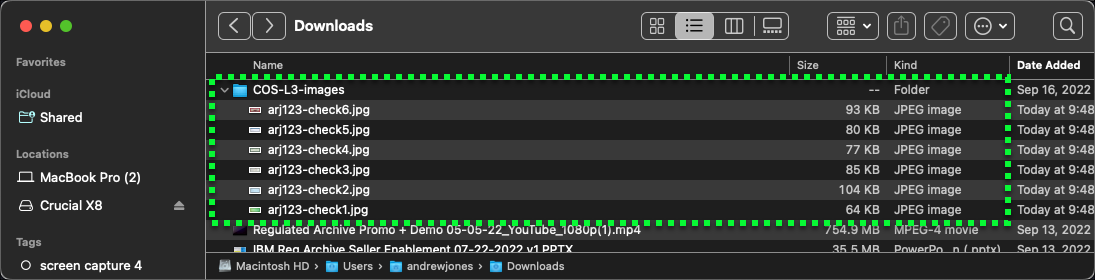 Downloads
Favorites
iCloud
Shared
Locations
MacBook Pro (2)
Crucial X8
Tags
screen capture 4
Name Size Kind Date Added
COS-L3-images -- Folder Sep 16, 2022
arj123-check6.jpg 93 KB JPEG image Today at 9:48
arj123-check5.jpg 80 KB JPEG image Today at 9:48
arj123-check4.jpg 77 KB JPEG image Today at 9:48
arj123-check3.jpg 85 KB JPEG image Today at 9:48
arj123-check2.jpg 104 KB JPEG image Today at 9:48
arj123-check1.jpg 64 KB JPEG image Today at 9:48
Regulated Archive Promo + Demo 05-05-22_YouTube_1080p(1).mp4 754.9 MB MPEG-4 movie Sep 13, 2022
IBM Reg Archive Seller Enablement 07-22-2022 v1.PPTX 35.5 MB PowerPo...n (.pptx) Sep 13, 2022
Macintosh HD › Users › andrewjones › Downloads